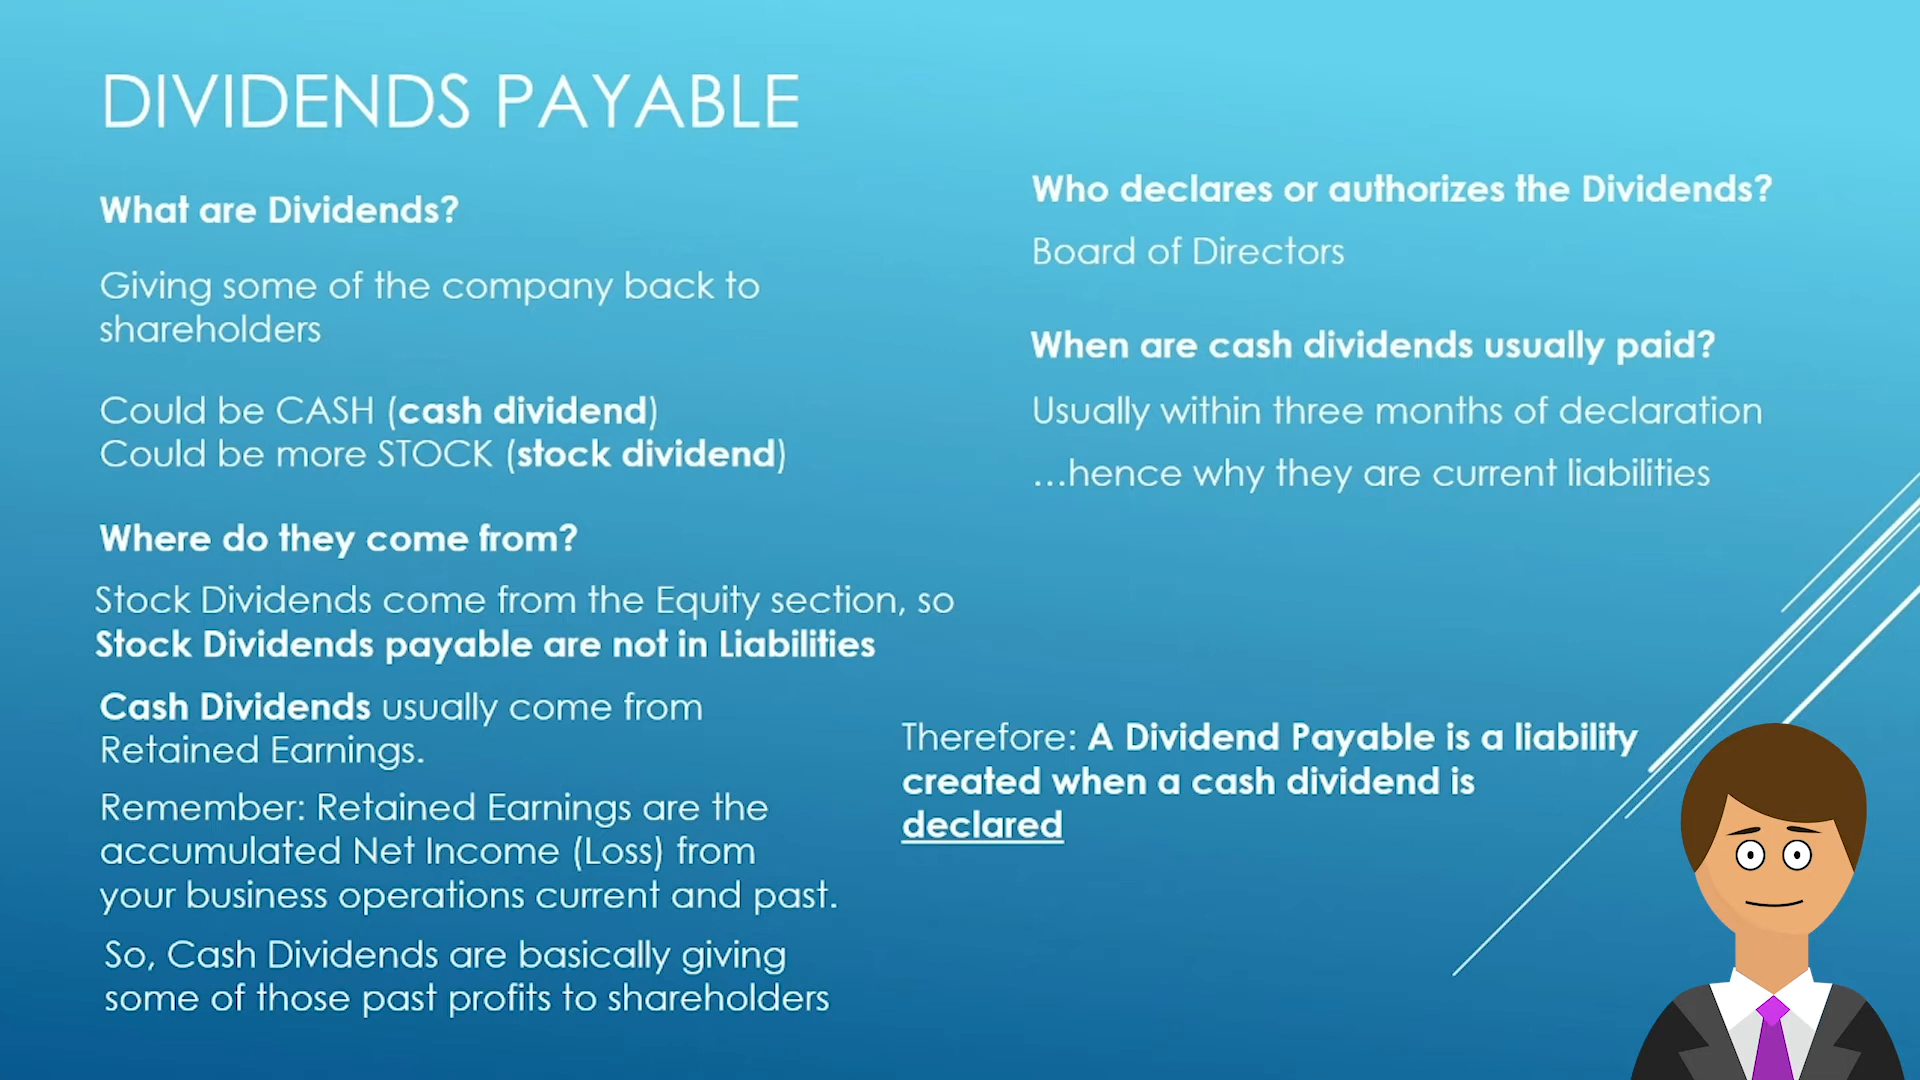 DIVIDENDS PAYABLE
What are Dividends?
Giving some of the company back to
shareholders
Could be CASH (cash dividend)
Could be more STOCK (stock dividend)
Where do they come from?
Stock Dividends come from the Equity section, so
Stock Dividends payable are not in Liabilities
Cash Dividends usually come from
Retained Earnings.
Remember: Retained Earnings are the
accumulated Net Income (Loss) from
your business operations current and past.
So, Cash Dividends are basically giving
some of those past profits to shareholders
Who declares or authorizes the Dividends?
Board of Directors
When are cash dividends usually paid?
Usually within three months of declaration
...hence why they are current liabilities
Therefore: A Dividend Payable is a liability
created when a cash dividend is
declared